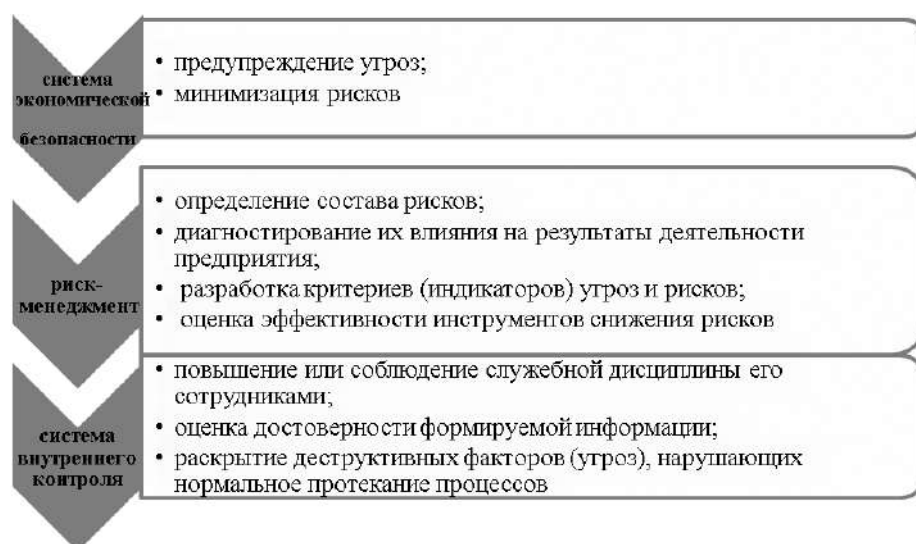 система
экономической
безопасности
• предупреждение угроз;
• минимизация рисков
риск-
менеджмент
• определение состава рисков;
• диагностирование их влияния на результаты деятельности
предприятия;
• разработка критериев (индикаторов) угроз и рисков;
• оценка эффективности инструментов снижения рисков
система
внутреннего
контроля
• повышение или соблюдение служебной дисциплины его
сотрудниками;
• оценка достоверности формируемой информации;
• раскрытие деструктивных факторов (угроз), нарушающих
нормальное протекание процессов